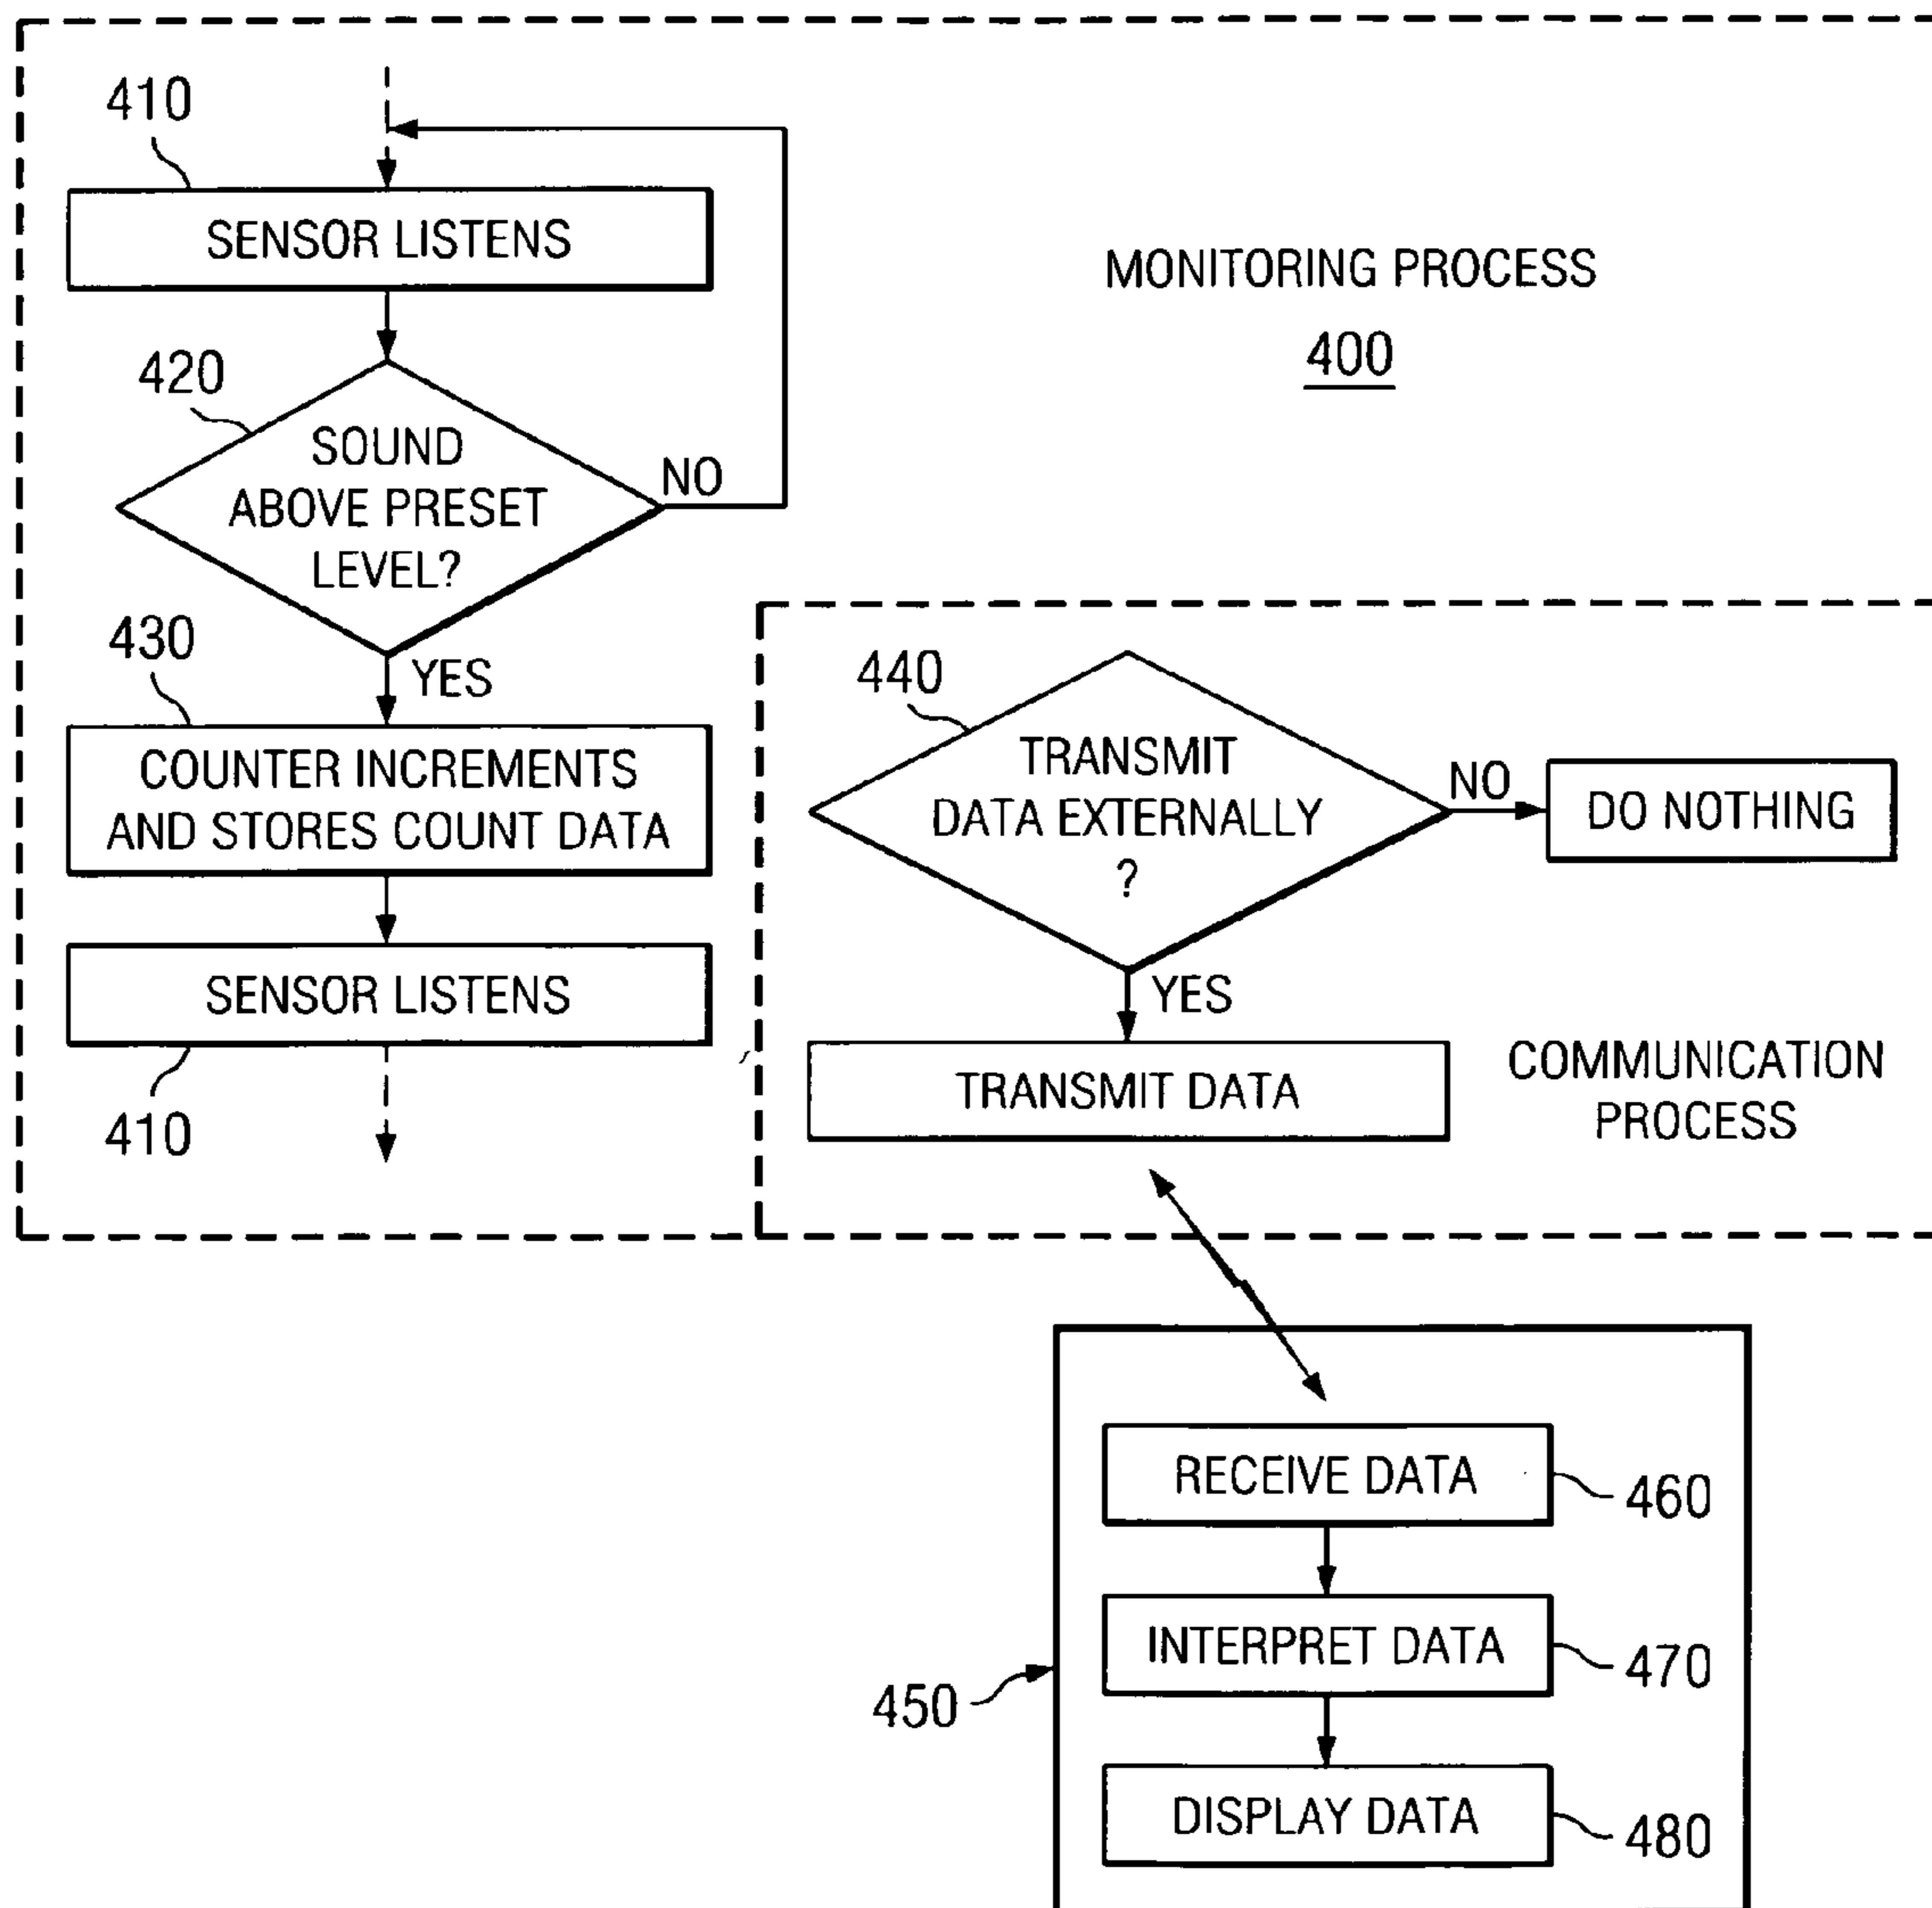 410
SENSOR LISTENS
MONITORING PROCESS
400
420
SOUND
ABOVE PRESET
LEVEL?
NO
YES
430
COUNTER INCREMENTS
AND STORES COUNT DATA
SENSOR LISTENS
410
440
TRANSMIT
DATA EXTERNALLY
?
NO
DO NOTHING
YES
TRANSMIT DATA
COMMUNICATION
PROCESS
450
RECEIVE DATA
460
INTERPRET DATA
470
DISPLAY DATA
480